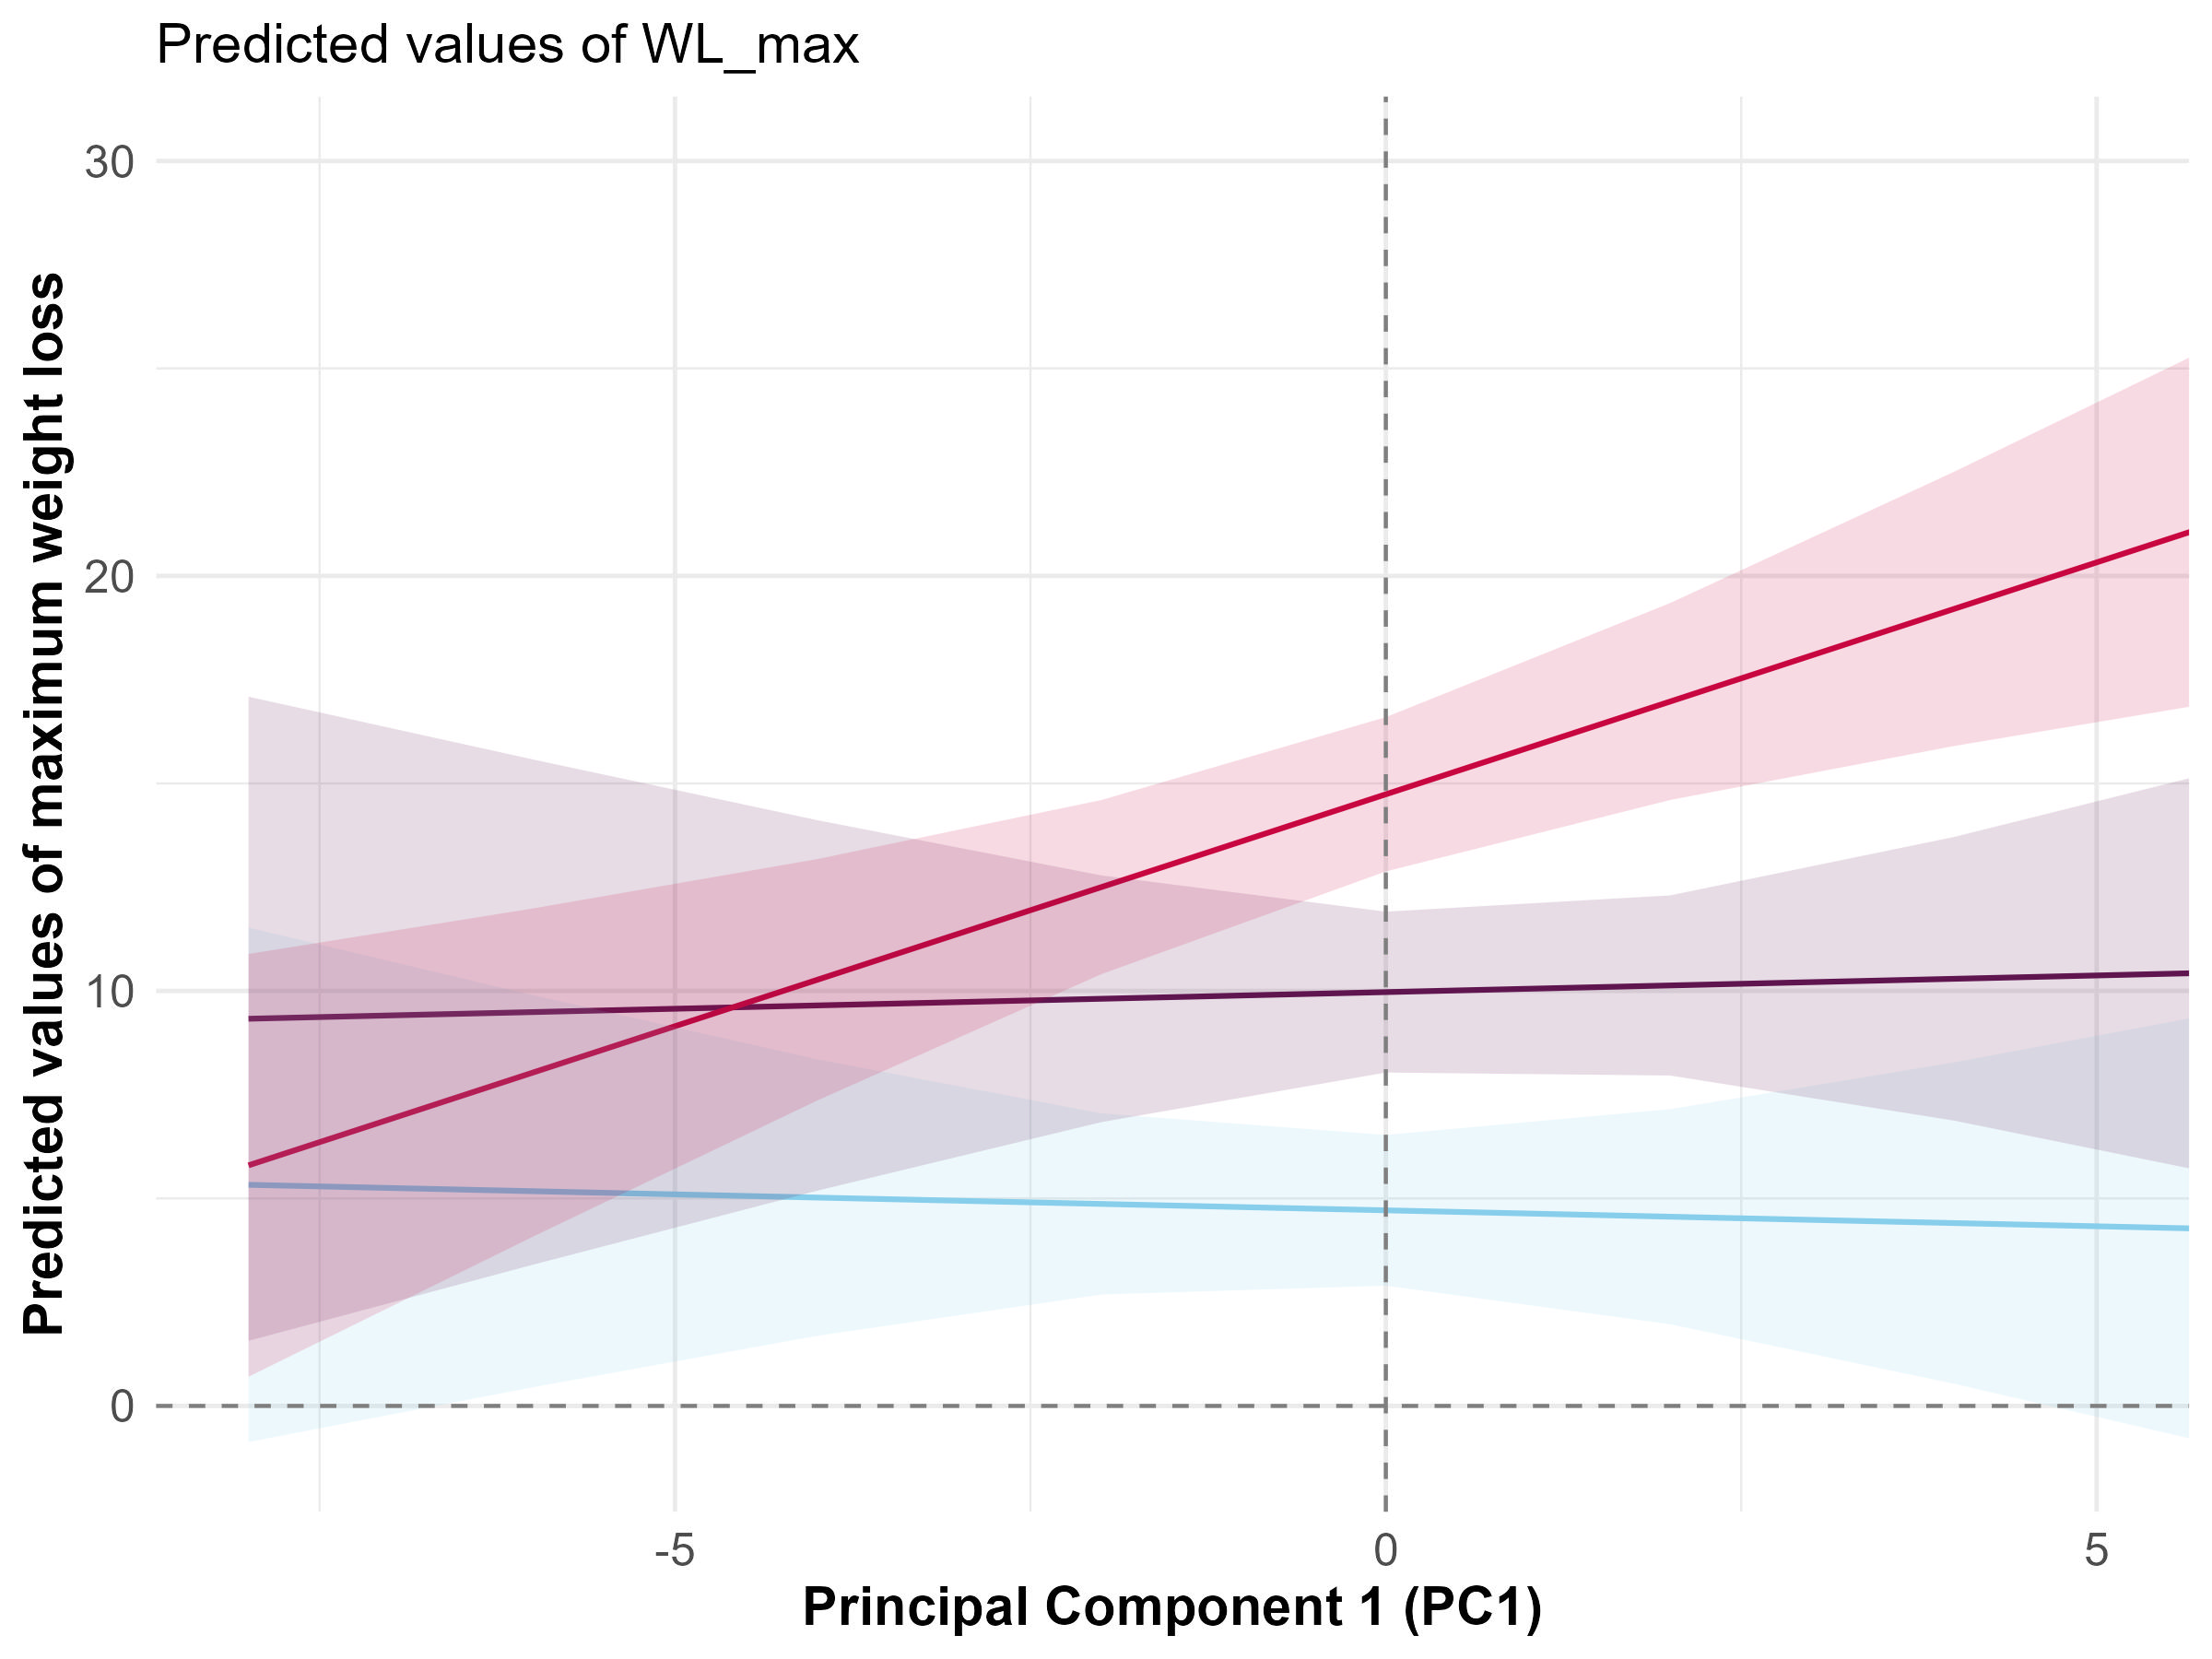 Predicted values of WL_max
Predicted values of maximum weight loss
30
20
10
0
-5
0
5
Principal Component 1 (PC1)